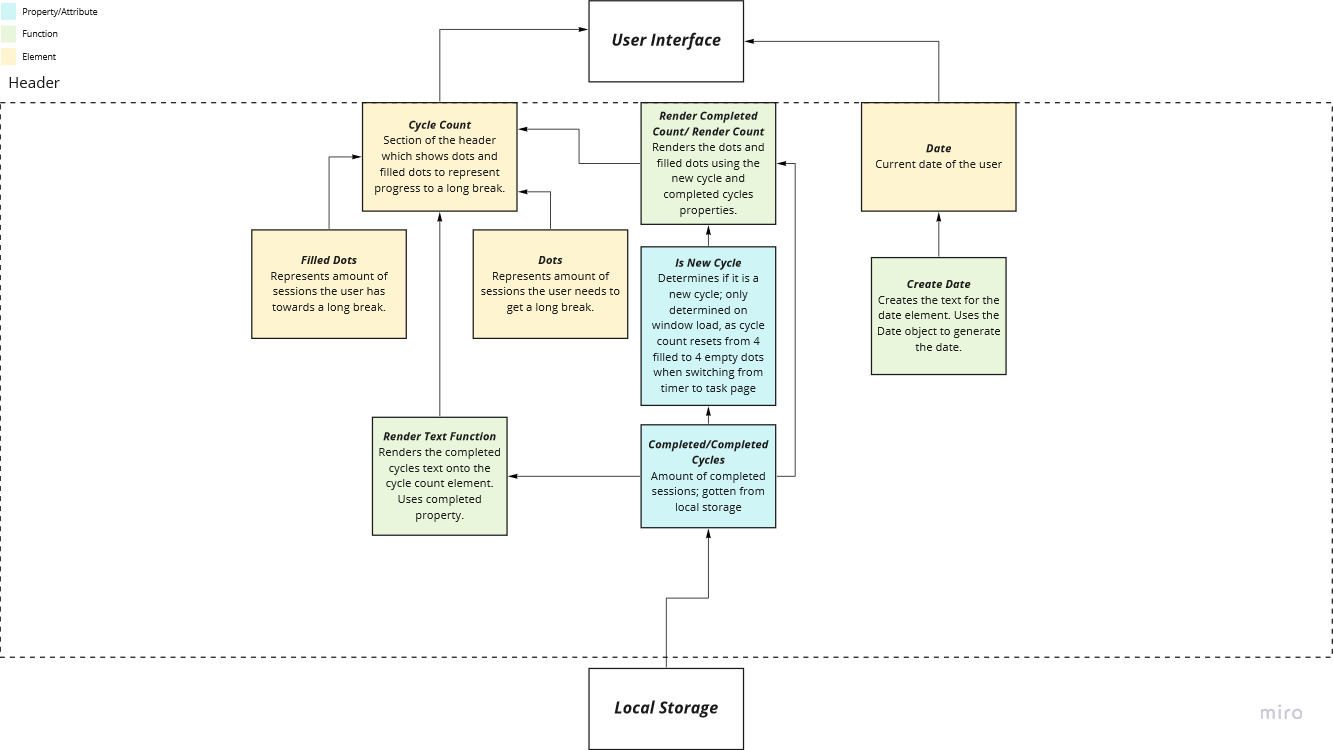 Property/Attribute
Function
Element
Header
User Interface
Cycle Count
Section of the header
which shows dots and
filled dots to represent
progress to a long break.
Render Completed
Count/ Render Count
Renders the dots and
filled dots using the
new cycle and
completed cycles
properties.
Date
Current date of the user
Filled Dots
Represents amount of
sessions the user has
towards a long break.
Dots
Represents amount of
sessions the user needs to
get a long break.
Is New Cycle
Determines if it is a
new cycle; only
determined on
window load, as cycle
count resets from 4
filled to 4 empty dots
when switching from
timer to task page
Create Date
Creates the text for the
date element. Uses the
Date object to generate
the date.
Render Text Function
Renders the completed
cycles text onto the
cycle count element.
Uses completed
property.
Completed/Completed
Cycles
Amount of completed
sessions; gotten from
local storage
Local Storage
miro